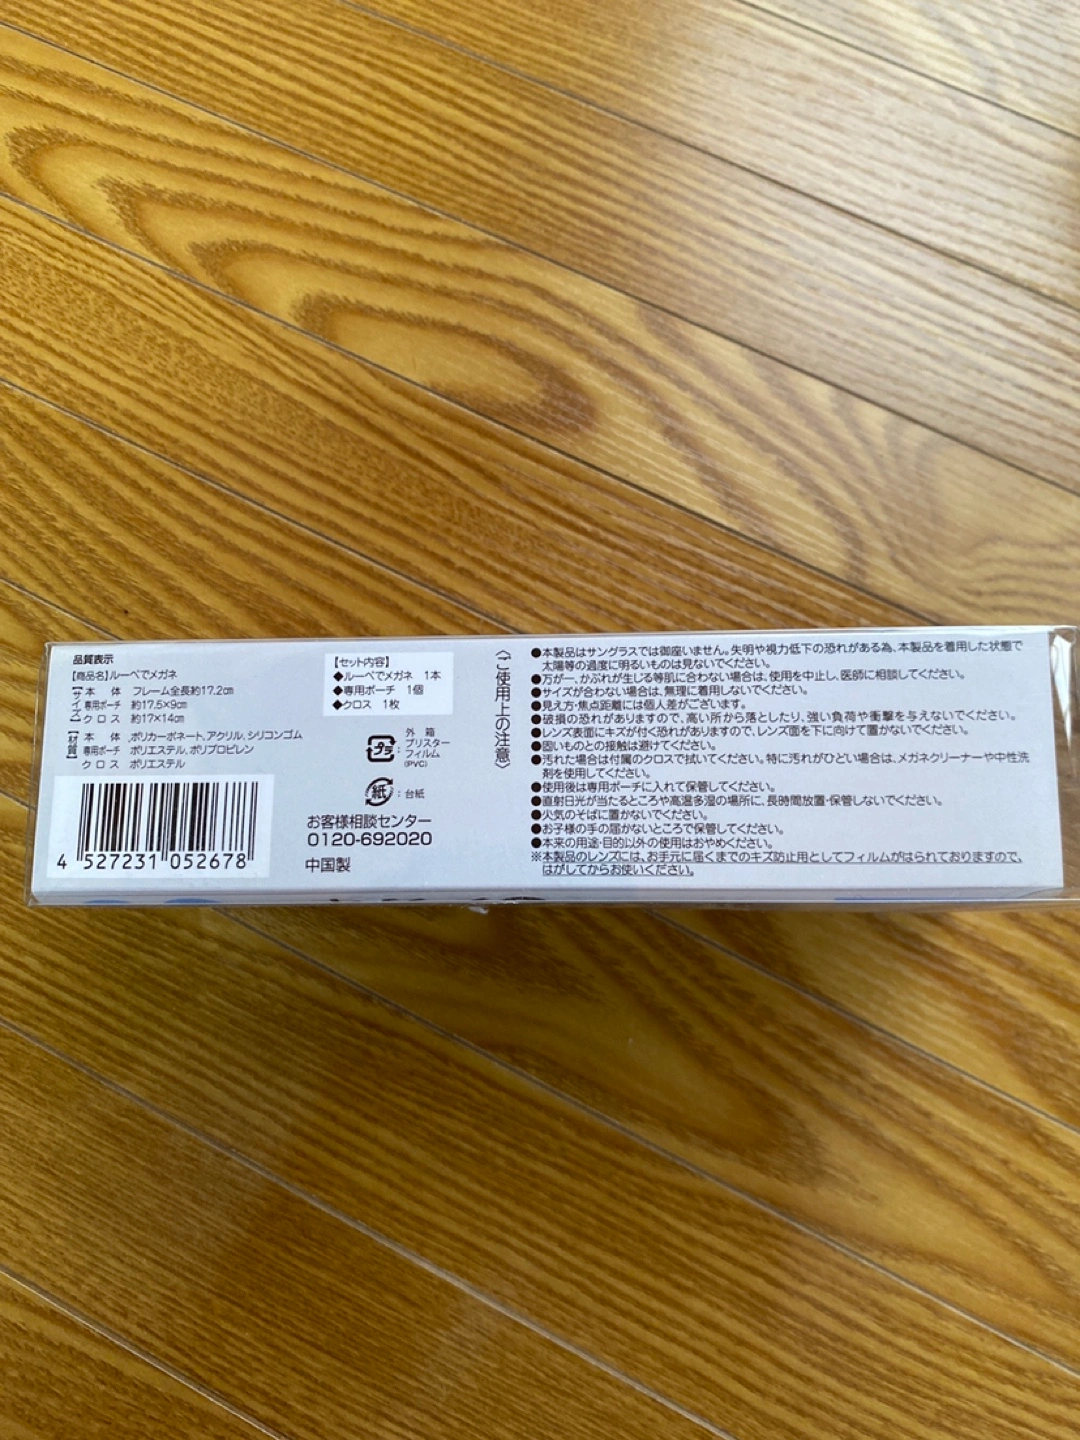 品質表示
【商品名】ルーペでメガネ
【サイズ】
本体 フレーム全長約17.2cm
専用ポーチ 約17.5×9cm
クロス 約17×14cm
【材質】
本体 ポリカーボネート、アクリル、シリコンゴム
専用ポーチ ポリエステル、ポリプロピレン
クロス ポリエステル
4 527231 052678
【セット内容】
◆ルーペでメガネ 1本
◆専用ポーチ 1個
◆クロス 1枚
プラ
: 外箱
ブリスター
フィルム
(PVC)
紙
: 台紙
お客様相談センター
0120-692020
中国製
〈ご使用上の注意〉
●本製品はサングラスでは御座いません。失明や視力低下の恐れがある為、本製品を着用した状態で
太陽等の過度に明るいものは見ないでください。
●万が一、かぶれが生じる等肌に合わない場合は、使用を中止し、医師に相談してください。
●サイズが合わない場合は、無理に着用しないでください。
●見え方・焦点距離には個人差がございます。
●破損の恐れがありますので、高い所から落としたり、強い負荷や衝撃を与えないでください。
●レンズ表面にキズが付く恐れがありますので、レンズ面を下に向けて置かないでください。
●固いものとの接触は避けてください。
●汚れた場合は付属のクロスで拭いてください。特に汚れがひどい場合は、メガネクリーナーや中性洗
剤を使用してください。
●使用後は専用ポーチに入れて保管してください。
●直射日光が当たるところや高温多湿の場所に、長時間放置・保管しないでください。
●火気のそばに置かないでください。
●お子様の手の届かないところで保管してください。
●本来の用途・目的以外の使用はおやめください。
※本製品のレンズには、お手元に届くまでのキズ防止用としてフィルムがはられておりますので、
はがしてからお使いください。